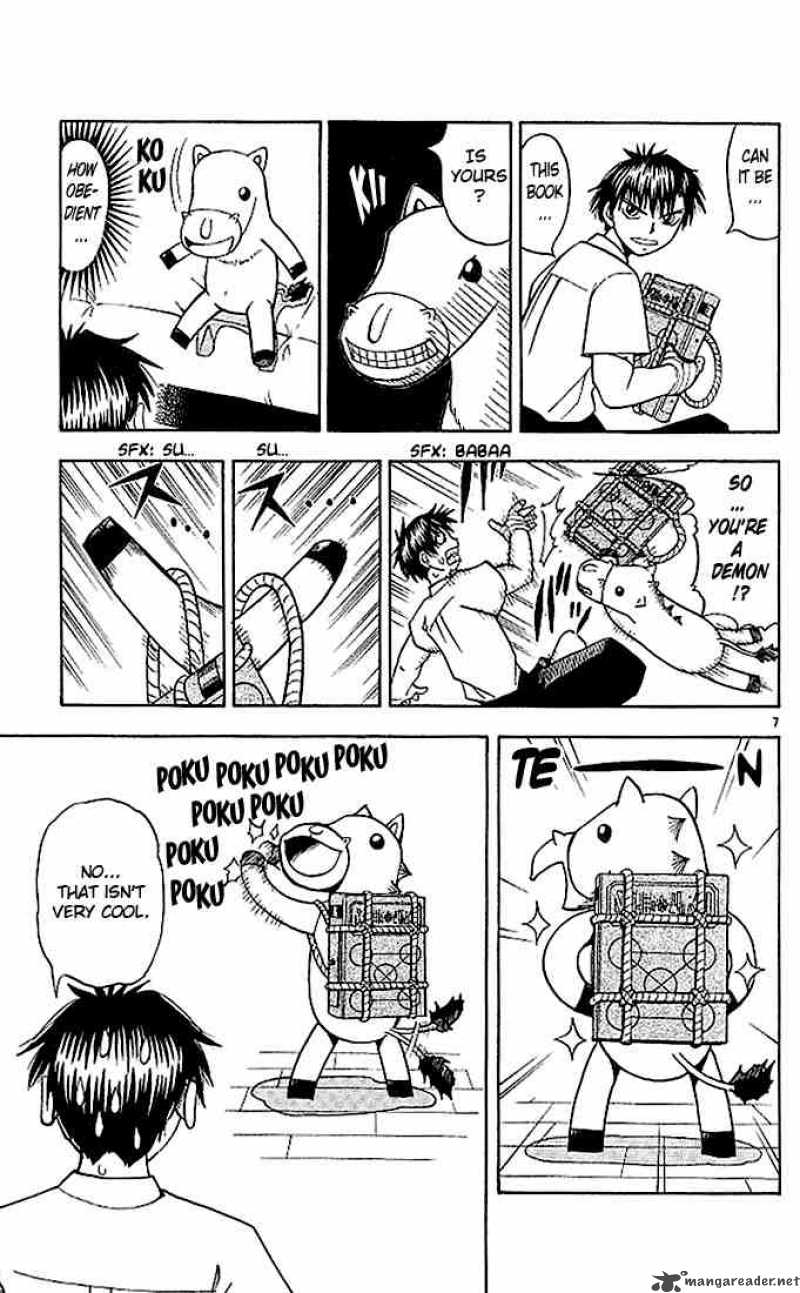 CAN
IT BE
...
THIS
BOOK
...
IS
YOURS
?
KII
KO
KU
HOW
OBE-
DIENT
...
SFX: BABAA
SO
...
YOU'RE
A
DEMON
!?
SU...
ス...
SFX: SU...
ス...
7
TE N
POKU POKU POKU POKU
POKU POKU
POKU
POKU
NO...
THAT ISN'T
VERY COOL.
mangareader.net